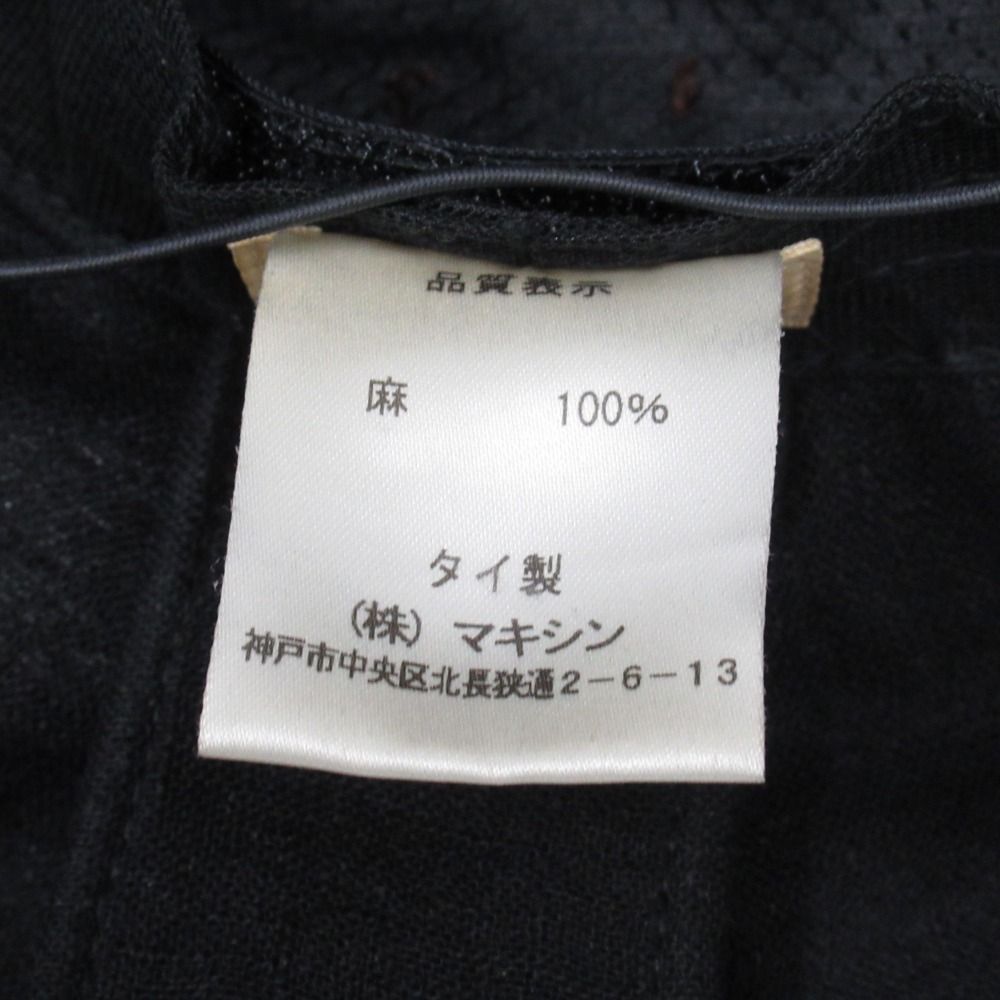 品質表示
麻 100%
タイ製
(株) マキシン
神戸市中央区北長狭通2-6-13